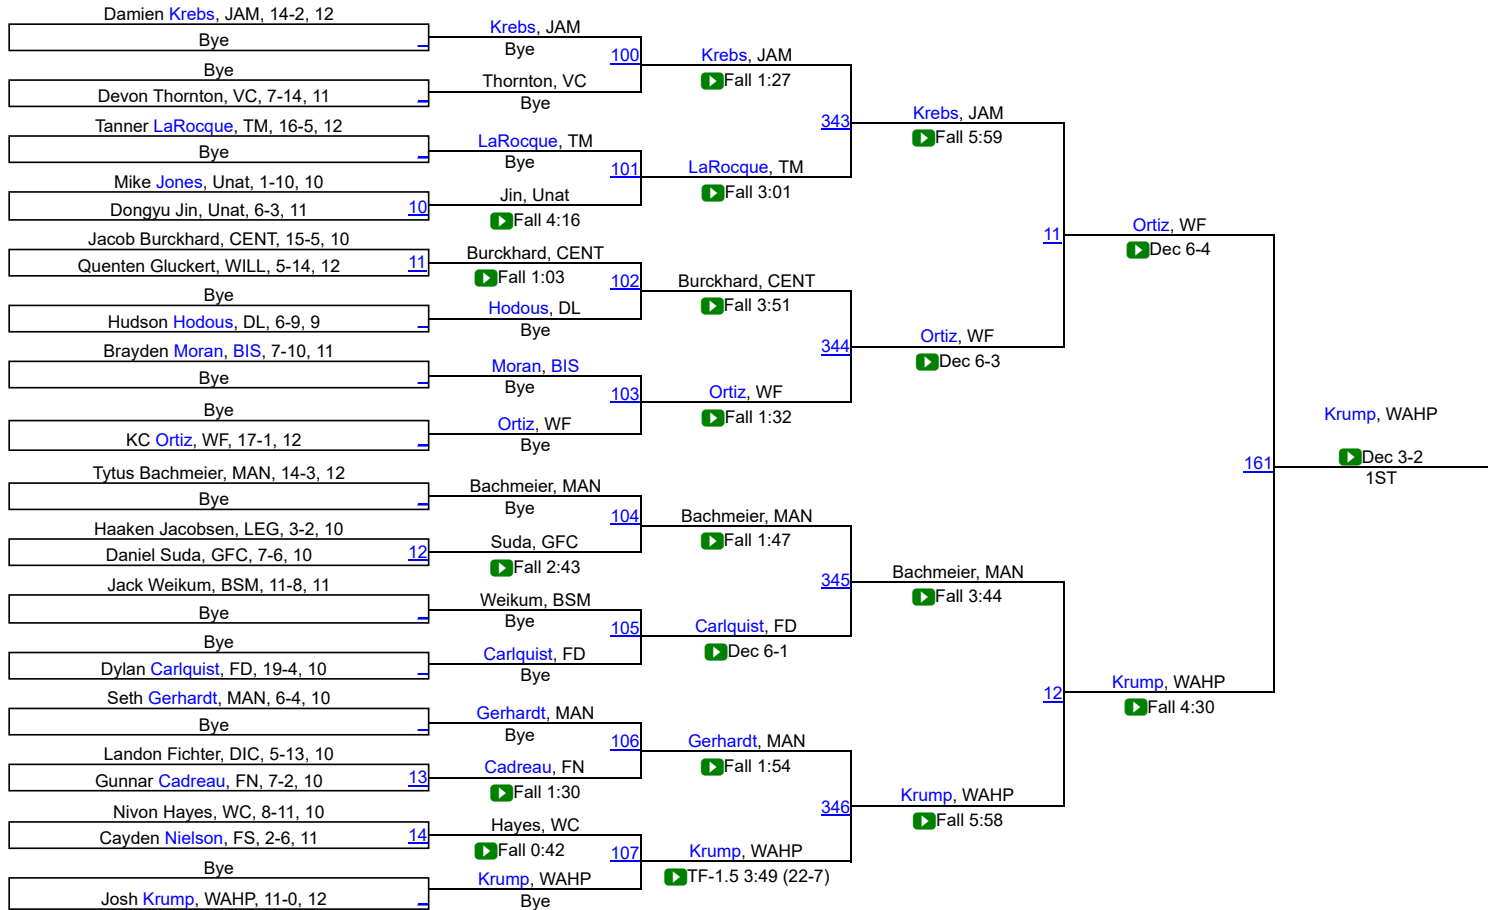 Damien Krebs, JAM, 14-2, 12
Bye
Bye
Devon Thornton, VC, 7-14, 11
Tanner LaRocque, TM, 16-5, 12
Bye
Mike Jones, Unat, 1-10, 10
Dongyu Jin, Unat, 6-3, 11
10
Jacob Burckhard, CENT, 15-5, 10
Quenten Gluckert, WILL, 5-14, 12
11
Bye
Hudson Hodous, DL, 6-9, 9
Brayden Moran, BIS, 7-10, 11
Bye
Bye
KC Ortiz, WF, 17-1, 12
Tytus Bachmeier, MAN, 14-3, 12
Bye
Haaken Jacobsen, LEG, 3-2, 10
Daniel Suda, GFC, 7-6, 10
12
Jack Weikum, BSM, 11-8, 11
Bye
Bye
Dylan Carlquist, FD, 19-4, 10
Seth Gerhardt, MAN, 6-4, 10
Bye
Landon Fichter, DIC, 5-13, 10
Gunnar Cadreau, FN, 7-2, 10
13
Nivon Hayes, WC, 8-11, 10
Cayden Nielson, FS, 2-6, 11
14
Bye
Josh Krump, WAHP, 11-0, 12
Krebs, JAM
Bye
100
Thornton, VC
Bye
LaRocque, TM
Bye
101
Jin, Unat
Fall 4:16
Burckhard, CENT
Fall 1:03
102
Hodous, DL
Bye
Moran, BIS
Bye
103
Ortiz, WF
Bye
Bachmeier, MAN
Bye
104
Suda, GFC
Fall 2:43
Weikum, BSM
Bye
105
Carlquist, FD
Bye
Gerhardt, MAN
Bye
106
Cadreau, FN
Fall 1:30
Hayes, WC
Fall 0:42
107
Krump, WAHP
Bye
Krebs, JAM
Fall 1:27
343
LaRocque, TM
Fall 3:01
Burckhard, CENT
Fall 3:51
344
Ortiz, WF
Fall 1:32
Bachmeier, MAN
Fall 1:47
345
Carlquist, FD
Dec 6-1
Gerhardt, MAN
Fall 1:54
346
Krump, WAHP
TF-1.5 3:49 (22-7)
Krebs, JAM
Fall 5:59
11
Ortiz, WF
Dec 6-3
Bachmeier, MAN
Fall 3:44
12
Krump, WAHP
Fall 5:58
Ortiz, WF
Dec 6-4
161
Krump, WAHP
Fall 4:30
Krump, WAHP
Dec 3-2
1ST